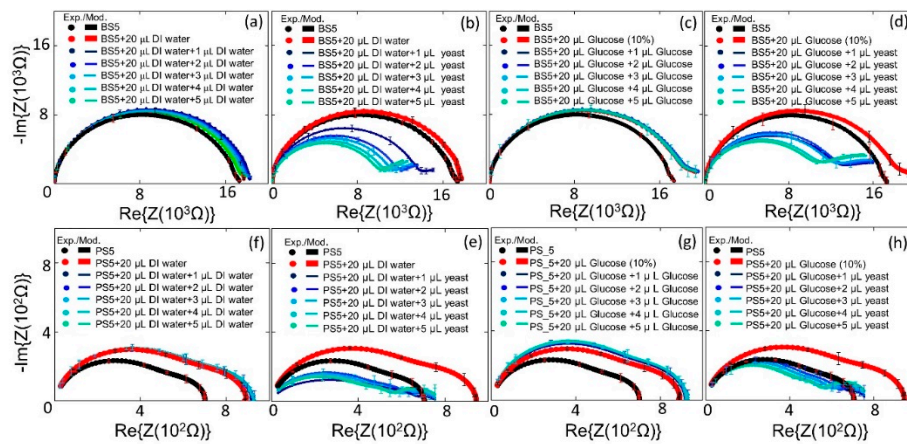 Exp./Mod. (a)
BS5
BS5+20 µL DI water
BS5+20 µL DI water+1 µL DI water
BS5+20 µL DI water+2 µL DI water
BS5+20 µL DI water+3 µL DI water
BS5+20 µL DI water+4 µL DI water
BS5+20 µL DI water+5 µL DI water
Exp./Mod. (b)
BS5
BS5+20 µL DI water
BS5+20 µL DI water+1 µL yeast
BS5+20 µL DI water+2 µL yeast
BS5+20 µL DI water+3 µL yeast
BS5+20 µL DI water+4 µL yeast
BS5+20 µL DI water+5 µL yeast
Exp./Mod. (c)
BS5
BS5+20 µL Glucose (10%)
BS5+20 µL Glucose +1 µL Glucose
BS5+20 µL Glucose +2 µL Glucose
BS5+20 µL Glucose +3 µL Glucose
BS5+20 µL Glucose +4 µL Glucose
BS5+20 µL Glucose +5 µL Glucose
Exp./Mod. (d)
BS5
BS5+20 µL Glucose (10%)
BS5+20 µL Glucose +1 µL yeast
BS5+20 µL Glucose +2 µL yeast
BS5+20 µL Glucose +3 µL yeast
BS5+20 µL Glucose +4 µL yeast
BS5+20 µL Glucose +5 µL yeast
-Im{Z(10³Ω)}
16
8
0
0 8 16
0 8 16
0 8 16
0 8 16
Re{Z(10³Ω)}
Re{Z(10³Ω)}
Re{Z(10³Ω)}
Re{Z(10³Ω)}
Exp./Mod. (f)
PS5
PS5+20 µL DI water
PS5+20 µL DI water+1 µL DI water
PS5+20 µL DI water+2 µL DI water
PS5+20 µL DI water+3 µL DI water
PS5+20 µL DI water+4 µL DI water
PS5+20 µL DI water+5 µL DI water
Exp./Mod. (e)
PS5
PS5+20 µL DI water
PS5+20 µL DI water+1 µL yeast
PS5+20 µL DI water+2 µL yeast
PS5+20 µL DI water+3 µL yeast
PS5+20 µL DI water+4 µL yeast
PS5+20 µL DI water+5 µL yeast
Exp./Mod. (g)
PS_5
PS_5+20 µL Glucose (10%)
PS_5+20 µL Glucose +1 µ L Glucose
PS_5+20 µL Glucose +2 µ L Glucose
PS_5+20 µL Glucose +3 µ L Glucose
PS_5+20 µL Glucose +4 µ L Glucose
PS_5+20 µL Glucose +5 µ L Glucose
Exp./Mod. (h)
PS5
PS5+20 µL Glucose (10%)
PS5+20 µL Glucose+1 µL yeast
PS5+20 µL Glucose+2 µL yeast
PS5+20 µL Glucose+3 µL yeast
PS5+20 µL Glucose+4 µL yeast
PS5+20 µL Glucose+5 µL yeast
-Im{Z(10²Ω)}
8
4
0
0 4 8
0 4 8
0 4 8
0 4 8
Re{Z(10²Ω)}
Re{Z(10²Ω)}
Re{Z(10²Ω)}
Re{Z(10²Ω)}